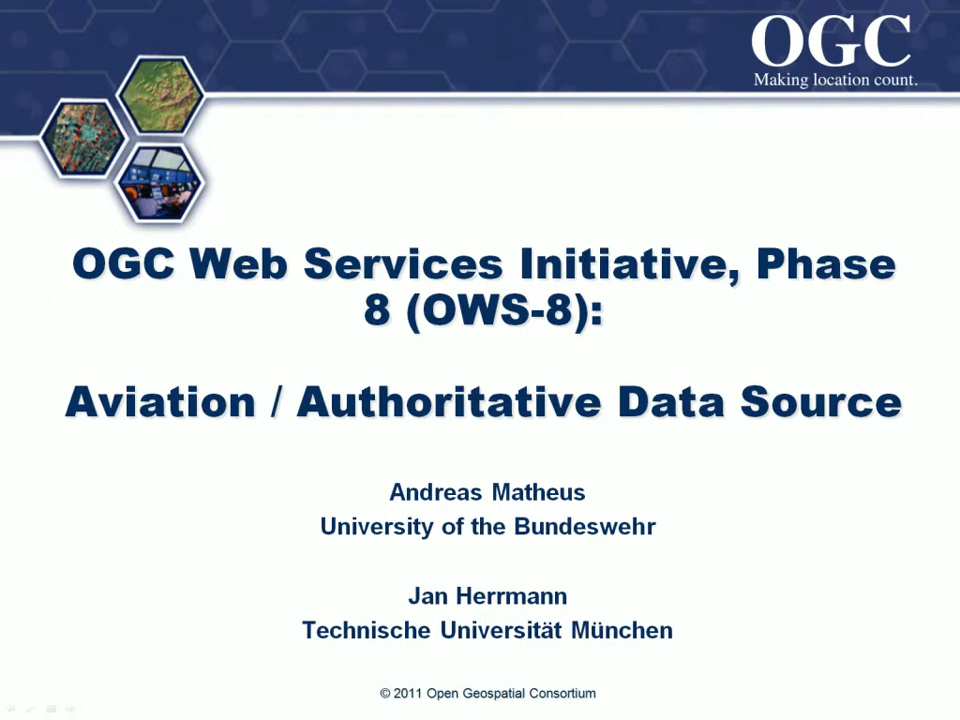 OGC
Making location count.
OGC Web Services Initiative, Phase
8 (OWS-8):
Aviation / Authoritative Data Source
Andreas Matheus
University of the Bundeswehr
Jan Herrmann
Technische Universität München
© 2011 Open Geospatial Consortium